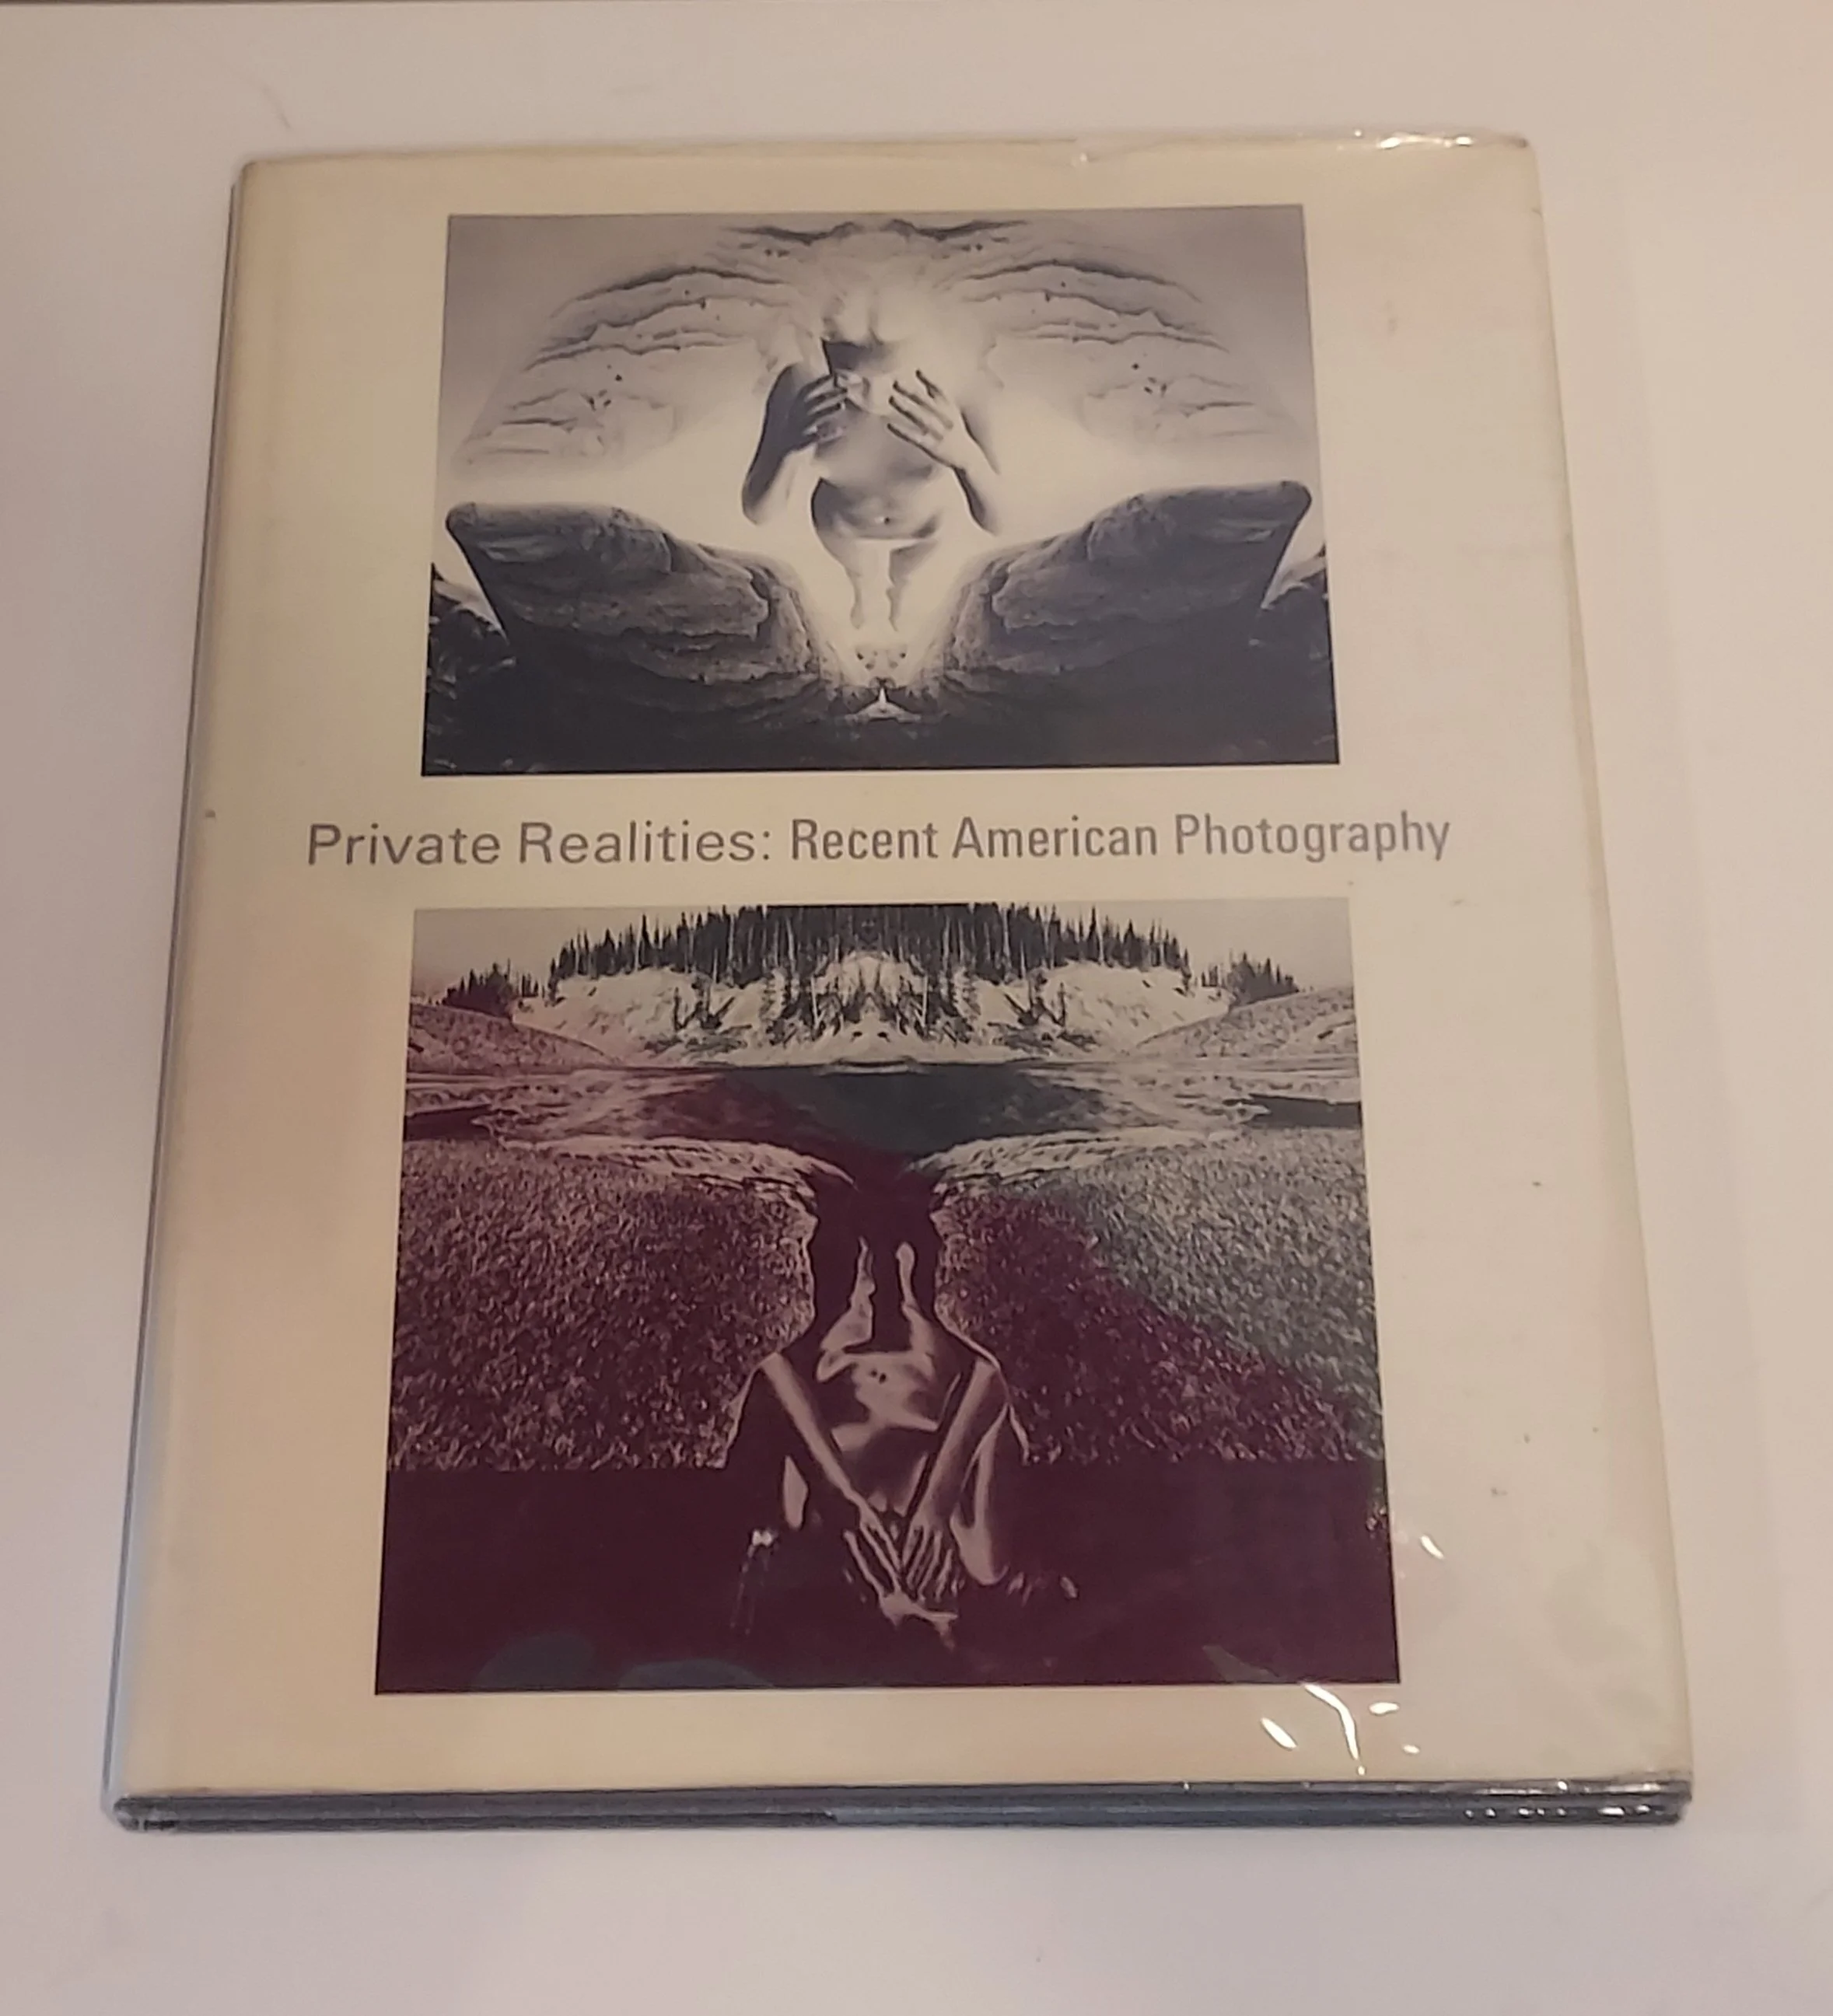 Private Realities: Recent American Photography